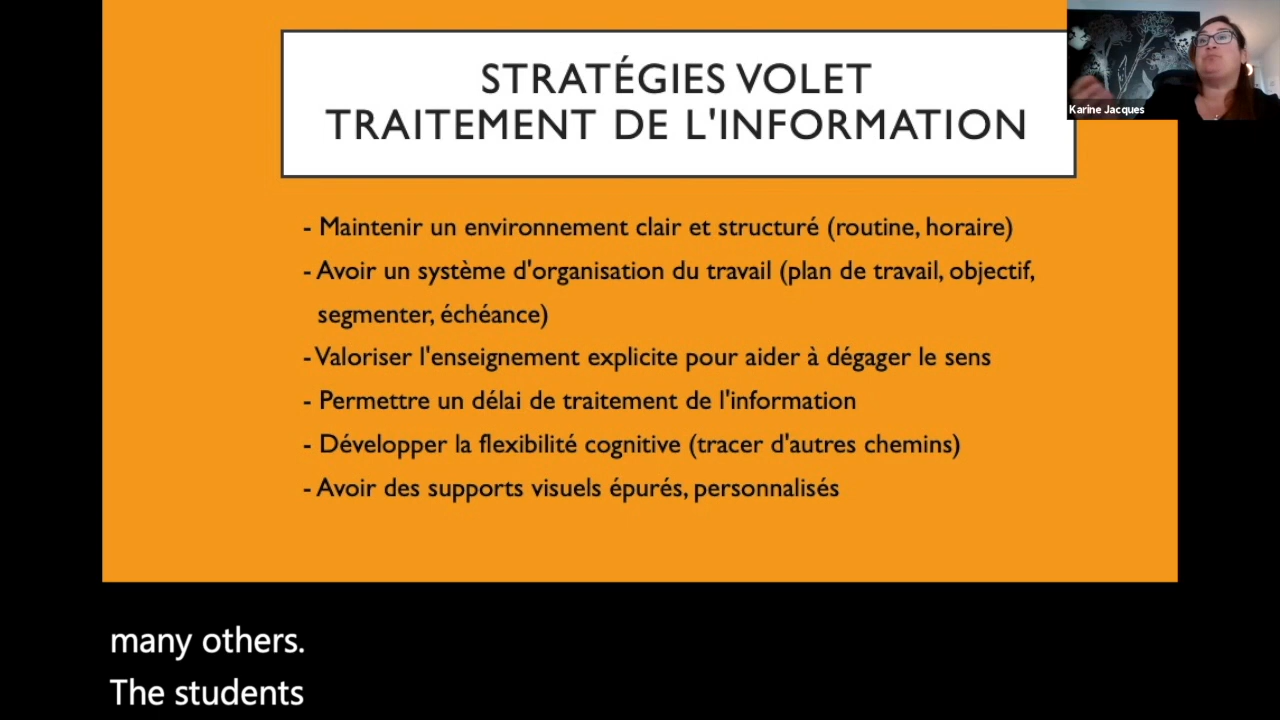 STRATÉGIES VOLET
TRAITEMENT DE L'INFORMATION
Karine Jacques
- Maintenir un environnement clair et structuré (routine, horaire)
- Avoir un système d'organisation du travail (plan de travail, objectif,
segmenter, échéance)
- Valoriser l'enseignement explicite pour aider à dégager le sens
- Permettre un délai de traitement de l'information
- Développer la flexibilité cognitive (tracer d'autres chemins)
- Avoir des supports visuels épurés, personnalisés
many others.
The students